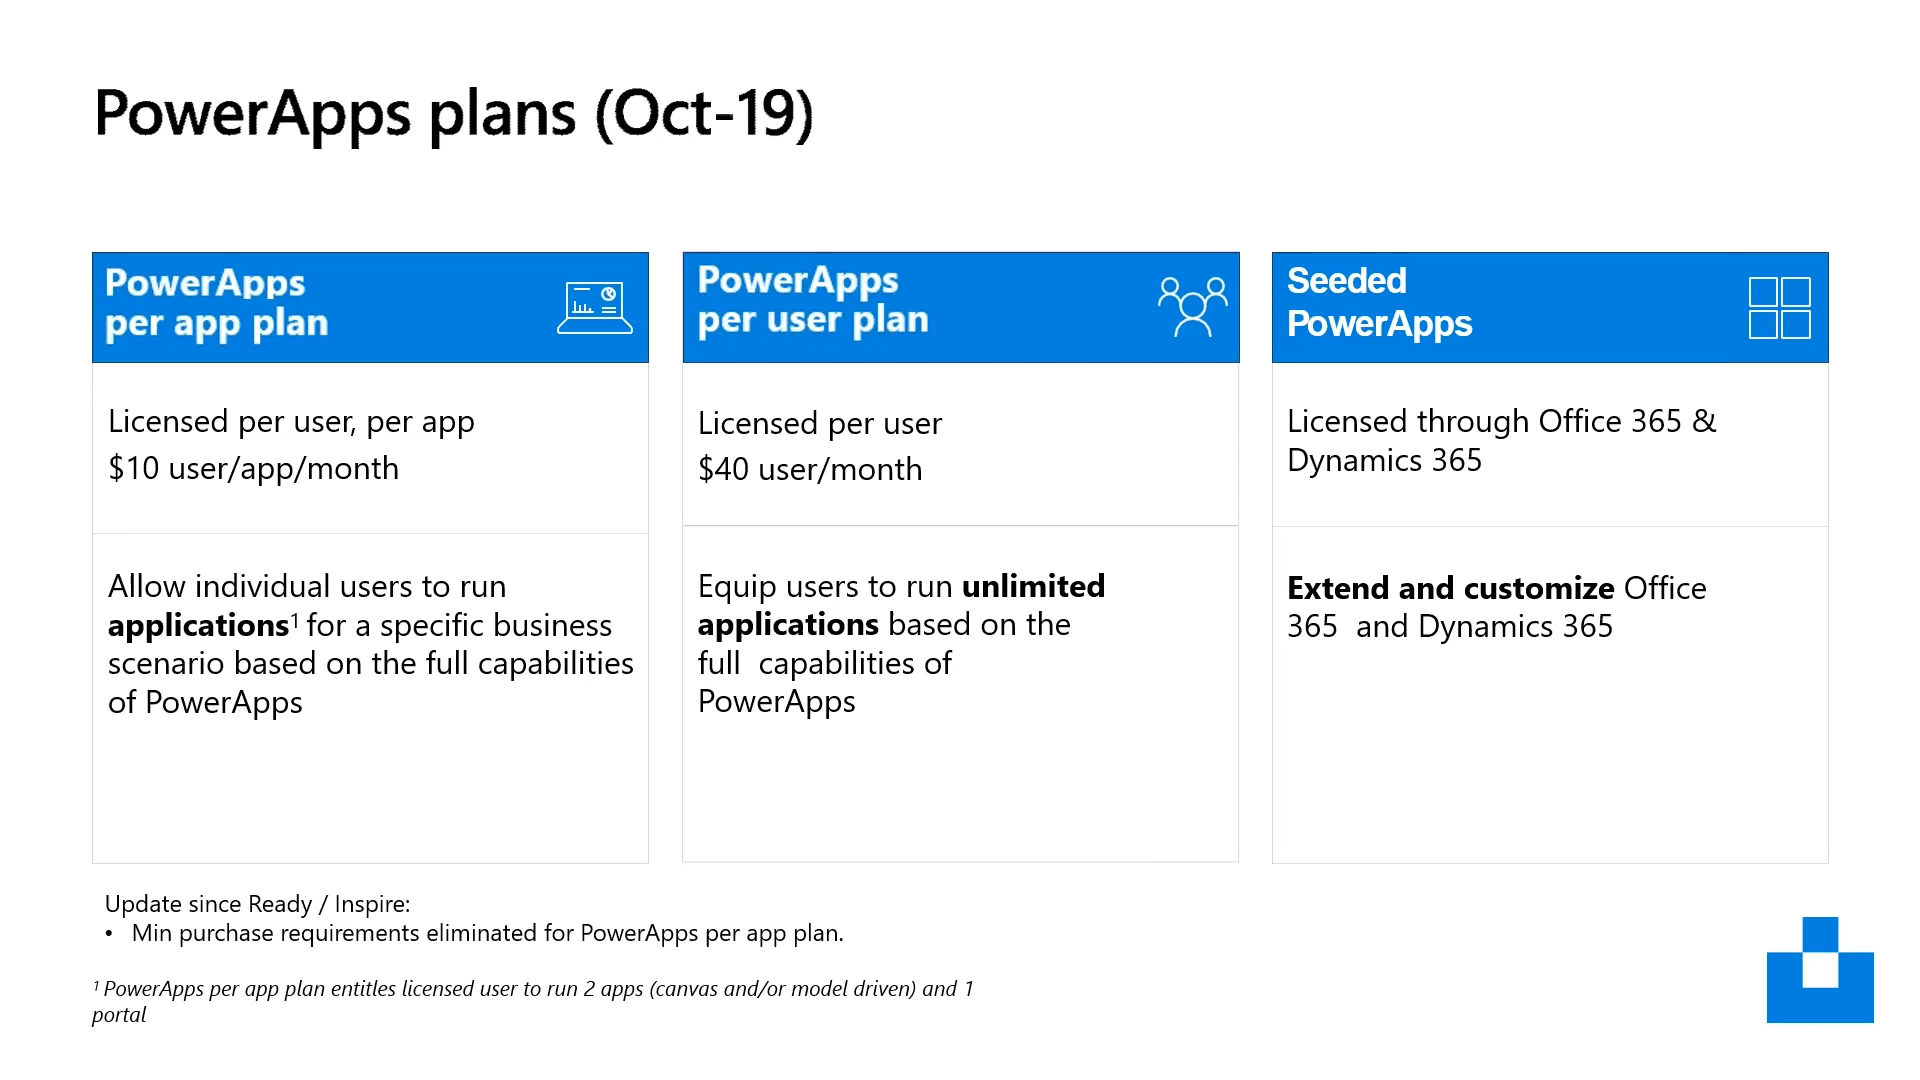 PowerApps plans (Oct-19)
PowerApps
per app plan
Licensed per user, per app
$10 user/app/month
Allow individual users to run
applications¹ for a specific business
scenario based on the full capabilities
of PowerApps
PowerApps
per user plan
Licensed per user
$40 user/month
Equip users to run unlimited
applications based on the
full  capabilities of
PowerApps
Seeded
PowerApps
Licensed through Office 365 &
Dynamics 365
Extend and customize Office
365  and Dynamics 365
Update since Ready / Inspire:
• Min purchase requirements eliminated for PowerApps per app plan.
¹ PowerApps per app plan entitles licensed user to run 2 apps (canvas and/or model driven) and 1
portal